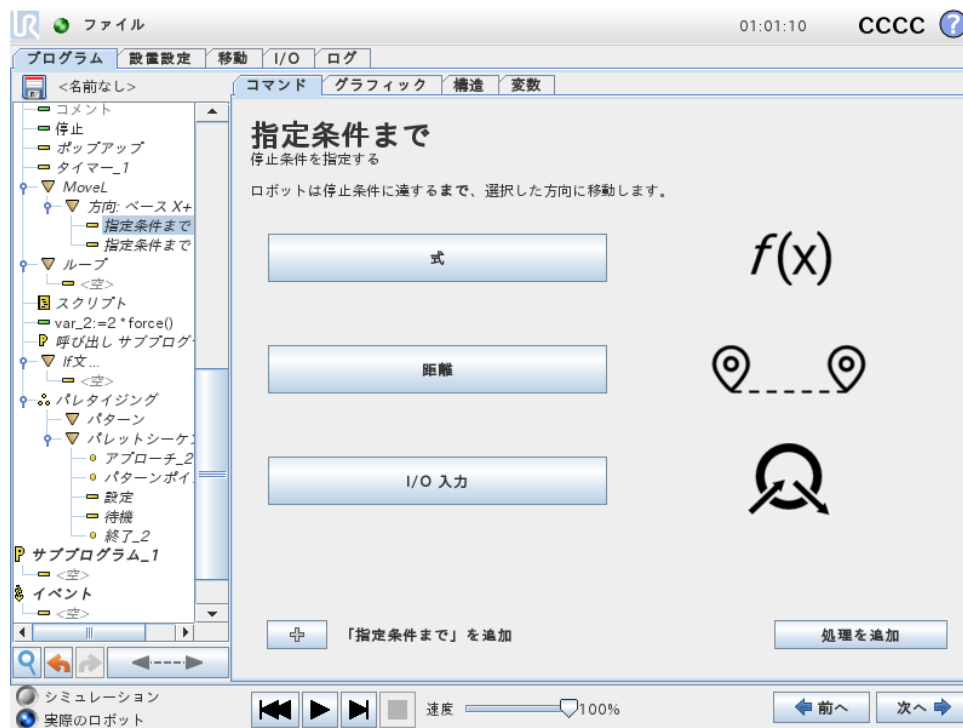 UR ファイル 01:01:10 CCCC ?
プログラム 設置設定 移動 I/O ログ
<名前なし>
コマンド グラフィック 構造 変数
コメント
停止
ポップアップ
タイマー_1
MoveL
方向: ベース X+
指定条件まで
指定条件まで
ループ
<空>
スクリプト
var_2:=2 * force()
P 呼び出し サブプログ
If文 ...
<空>
パレタイジング
パターン
パレットシーケン
アプローチ_2
パターンポイ
設定
待機
終了_2
P サブプログラム_1
<空>
イベント
<空>
指定条件まで
停止条件を指定する
ロボットは停止条件に達するまで、選択した方向に移動します。
式 f(x)
距離
I/O 入力
「指定条件まで」を追加 処理を追加
シミュレーション
実際のロボット
速度 100%
前へ 次へ